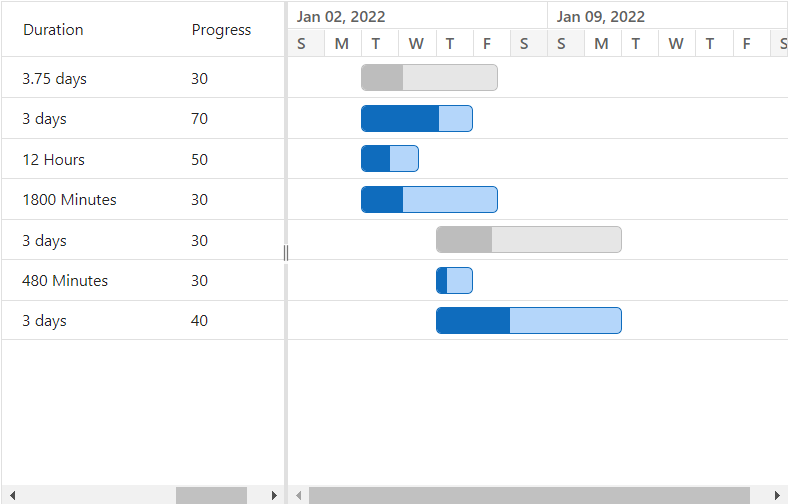 Duration Progress Jan 02, 2022 Jan 09, 2022
S M T W T F S S M T W T F S
3.75 days 30
3 days 70
12 Hours 50
1800 Minutes 30
3 days 30
480 Minutes 30
3 days 40